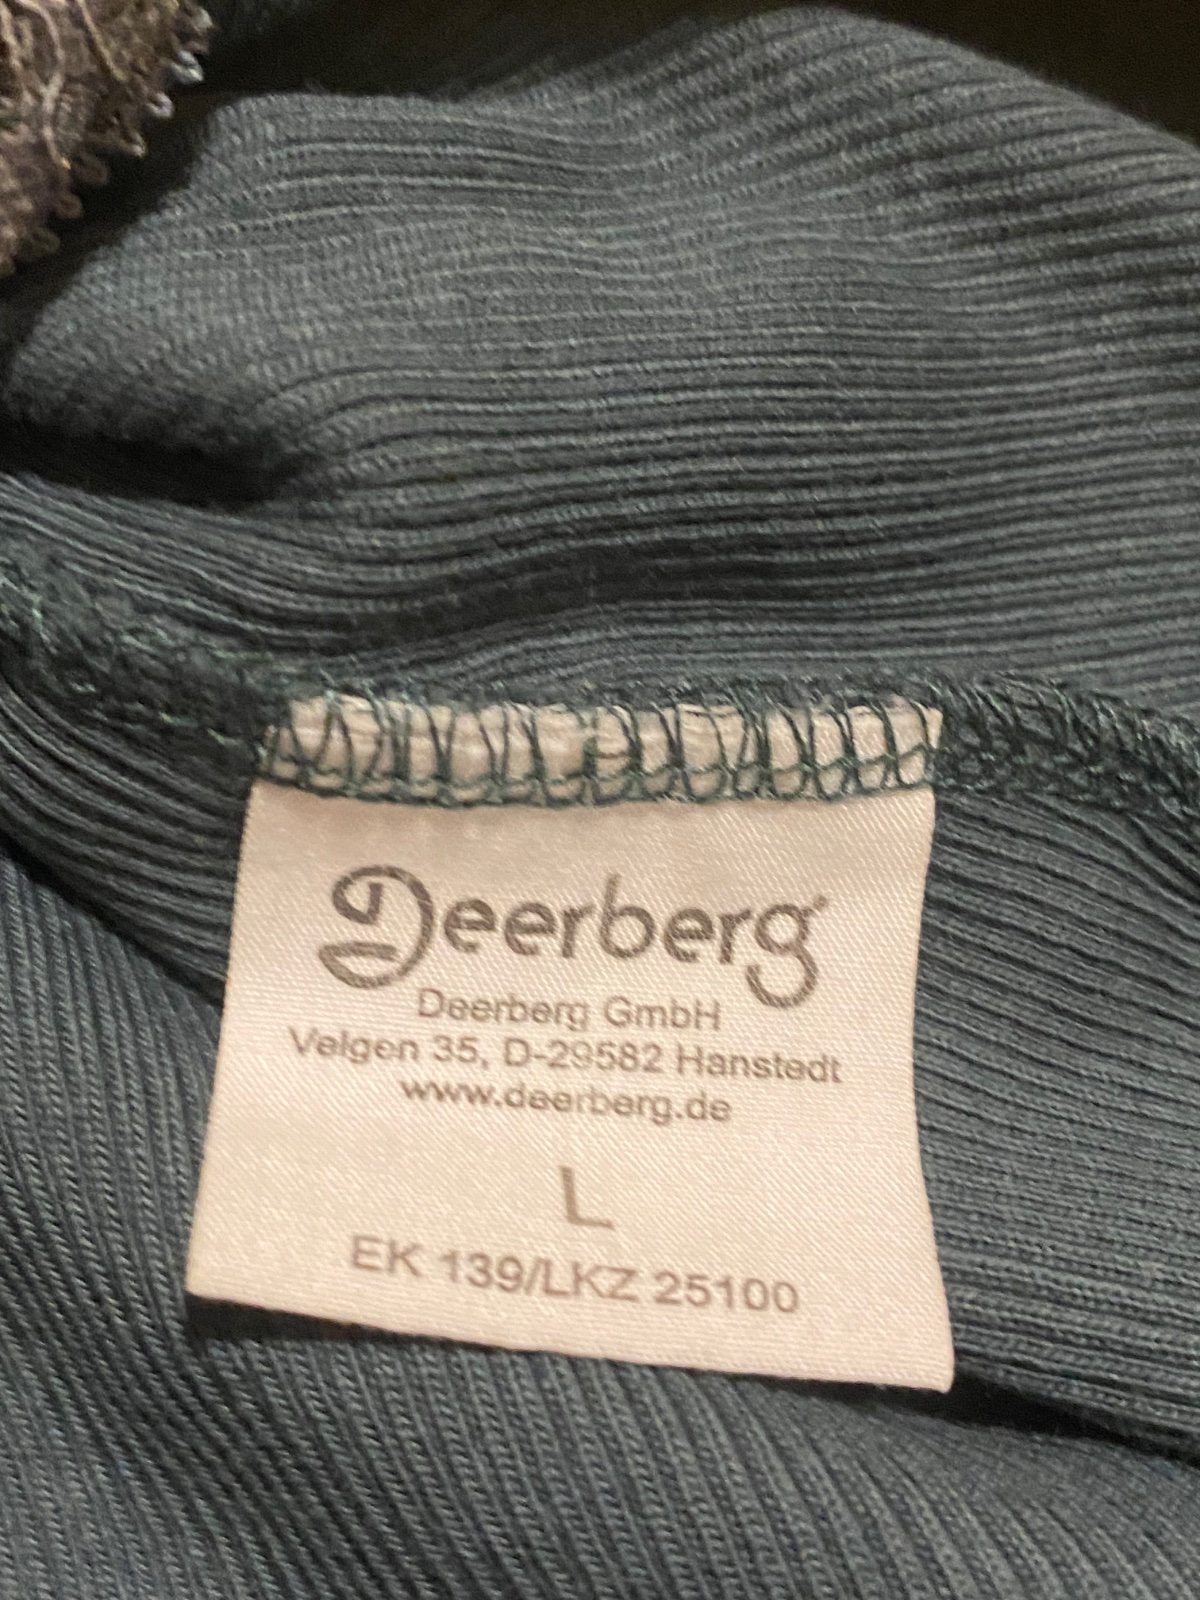 Deerberg
Deerberg GmbH
Velgen 35, D-29582 Hanstedt
www.deerberg.de
L
EK 139/LKZ 25100